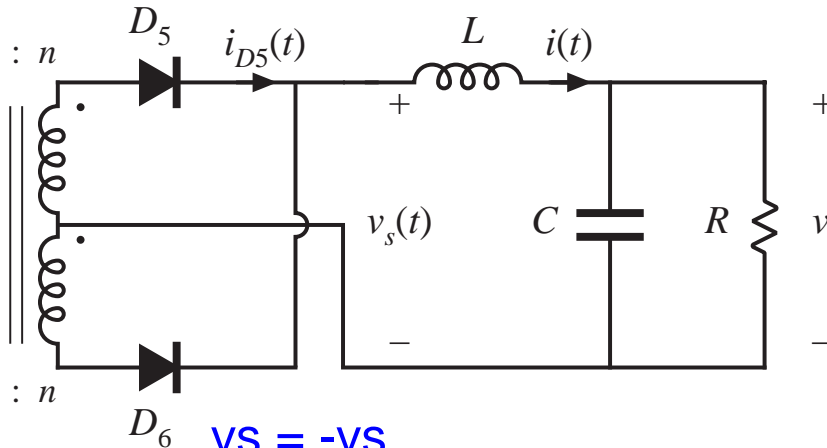 D5 iD5(t) L i(t)
: n
+ +
vs(t) C R v
– –
: n
D6 vs = -vs